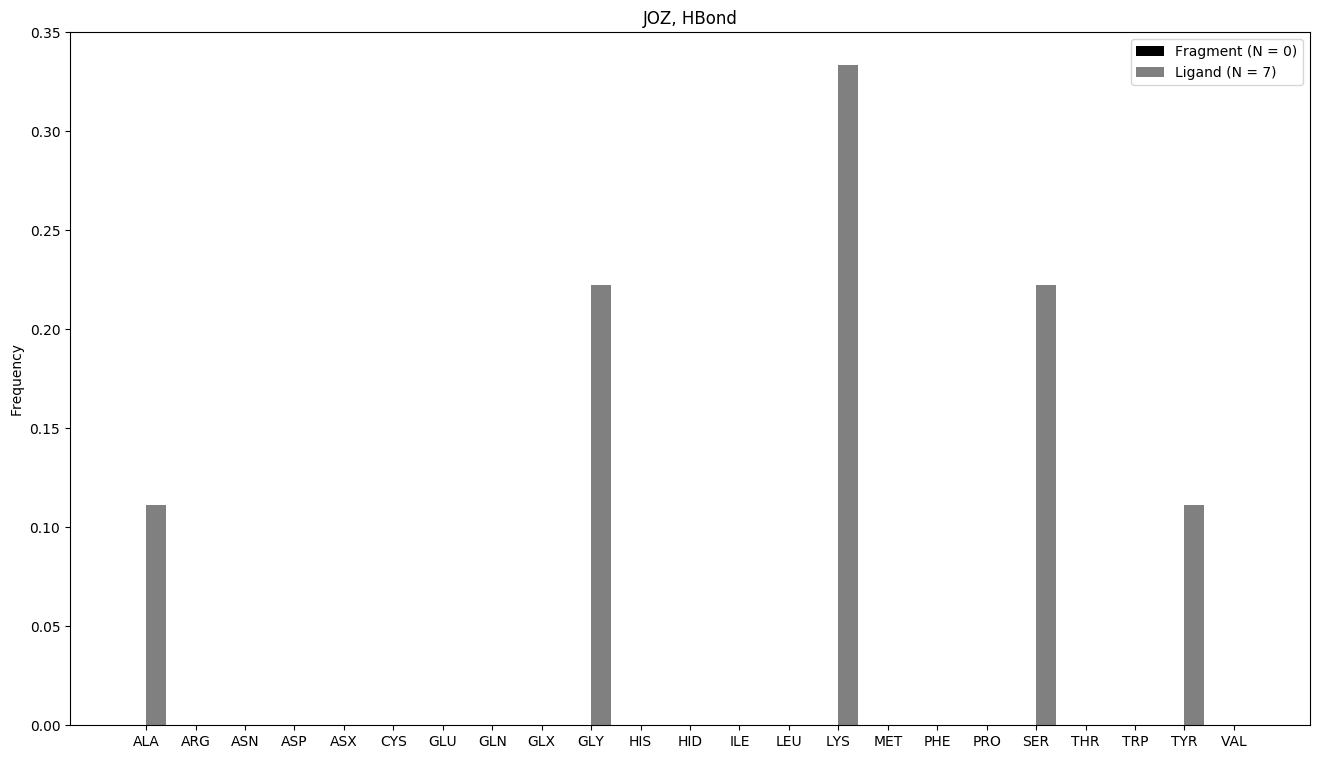 JOZ, HBond
Fragment (N = 0)
Ligand (N = 7)
Frequency
0.35
0.30
0.25
0.20
0.15
0.10
0.05
0.00
ALA ARG ASN ASP ASX CYS GLU GLN GLX GLY HIS HID ILE LEU LYS MET PHE PRO SER THR TRP TYR VAL